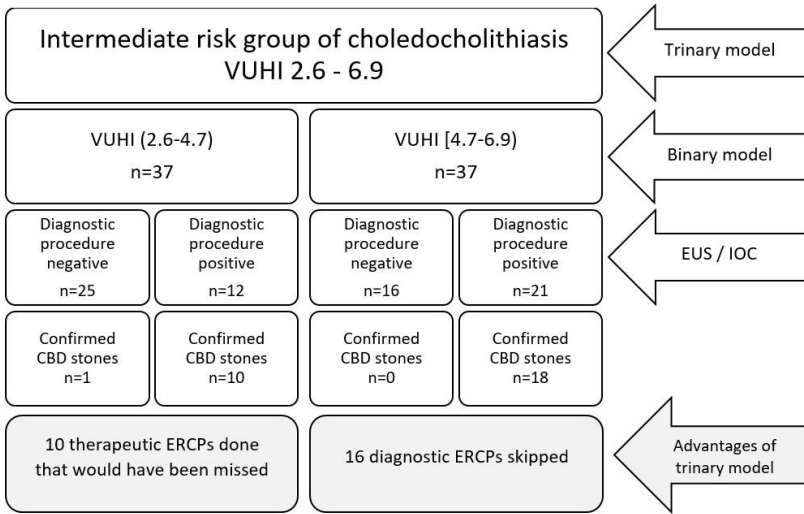 Intermediate risk group of choledocholithiasis
VUHI 2.6 - 6.9
Trinary model
VUHI (2.6-4.7)
n=37
VUHI [4.7-6.9)
n=37
Binary model
Diagnostic
procedure
negative
n=25
Diagnostic
procedure
positive
n=12
Diagnostic
procedure
negative
n=16
Diagnostic
procedure
positive
n=21
EUS / IOC
Confirmed
CBD stones
n=1
Confirmed
CBD stones
n=10
Confirmed
CBD stones
n=0
Confirmed
CBD stones
n=18
10 therapeutic ERCPs done
that would have been missed
16 diagnostic ERCPs skipped
Advantages of
trinary model